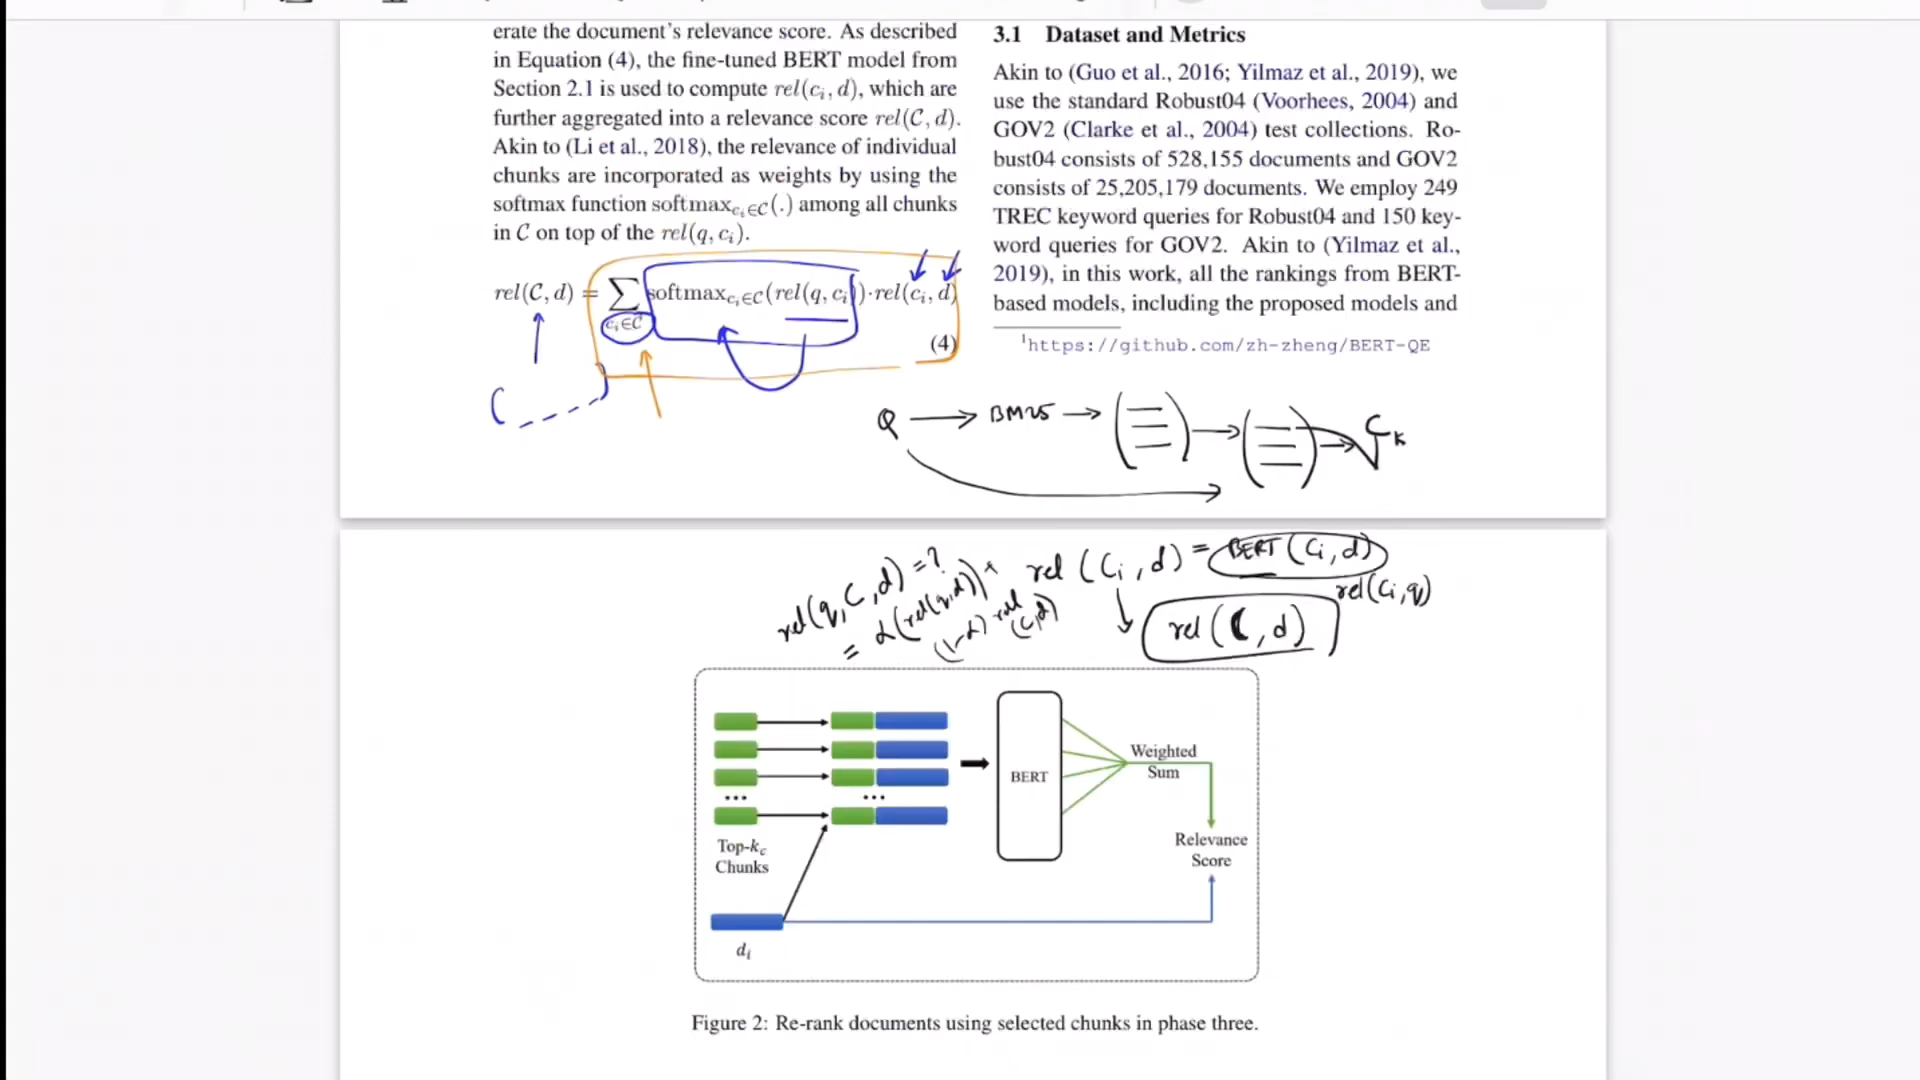 erate the document's relevance score. As described
in Equation (4), the fine-tuned BERT model from
Section 2.1 is used to compute rel(cᵢ, d), which are
further aggregated into a relevance score rel(C, d).
Akin to (Li et al., 2018), the relevance of individual
chunks are incorporated as weights by using the
softmax function softmax_{cᵢ∈C}(.) among all chunks
in C on top of the rel(q, cᵢ).
rel(C, d) = ∑_{cᵢ∈C} softmax_{cᵢ∈C}(rel(q, cᵢ))·rel(cᵢ, d)
(4)
C
3.1 Dataset and Metrics
Akin to (Guo et al., 2016; Yilmaz et al., 2019), we
use the standard Robust04 (Voorhees, 2004) and
GOV2 (Clarke et al., 2004) test collections. Ro-
bust04 consists of 528,155 documents and GOV2
consists of 25,205,179 documents. We employ 249
TREC keyword queries for Robust04 and 150 key-
word queries for GOV2. Akin to (Yilmaz et al.,
2019), in this work, all the rankings from BERT-
based models, including the proposed models and
¹https://github.com/zh-zheng/BERT-QE
Q → BM25 → → →
rel(q, C, d) = ?
= α(rel(q, d)) +
(1-α) rel
(C, d)
rel (Ci, d) = BERT (Ci, d)
rel(Ci, q)
rel (C, d)
Top-k_c
Chunks
dᵢ
... ...
BERT
Weighted
Sum
Relevance
Score
Figure 2: Re-rank documents using selected chunks in phase three.